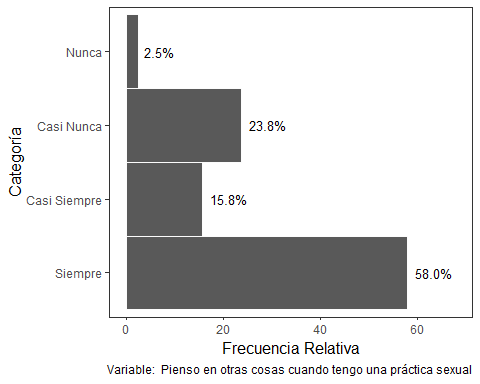 Nunca
2.5%
Casi Nunca
23.8%
Casi Siempre
15.8%
Siempre
58.0%
Categoría
0 20 40 60
Frecuencia Relativa
Variable: Pienso en otras cosas cuando tengo una práctica sexual